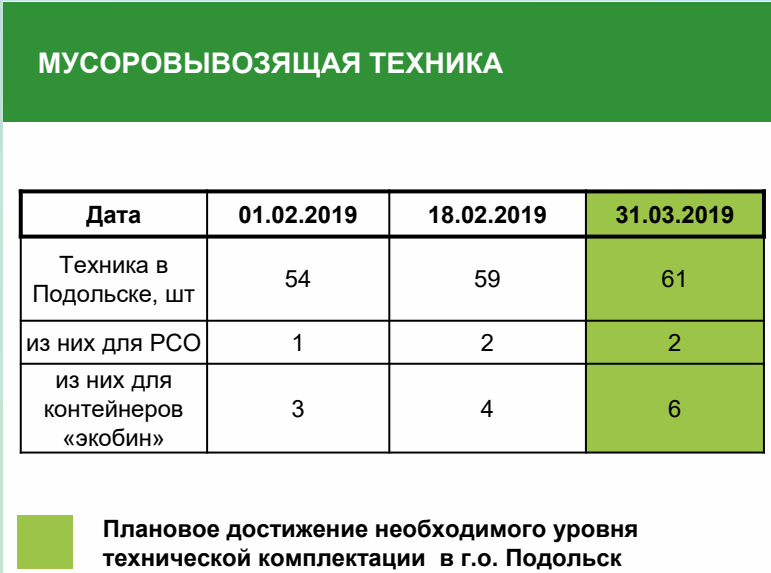 МУСОРОВЫВОЗЯЩАЯ ТЕХНИКА
Дата 01.02.2019 18.02.2019 31.03.2019
Техника в
Подольске, шт 54 59 61
из них для РСО 1 2 2
из них для
контейнеров 3 4 6
«экобин»
Плановое достижение необходимого уровня
технической комплектации в г.о. Подольск